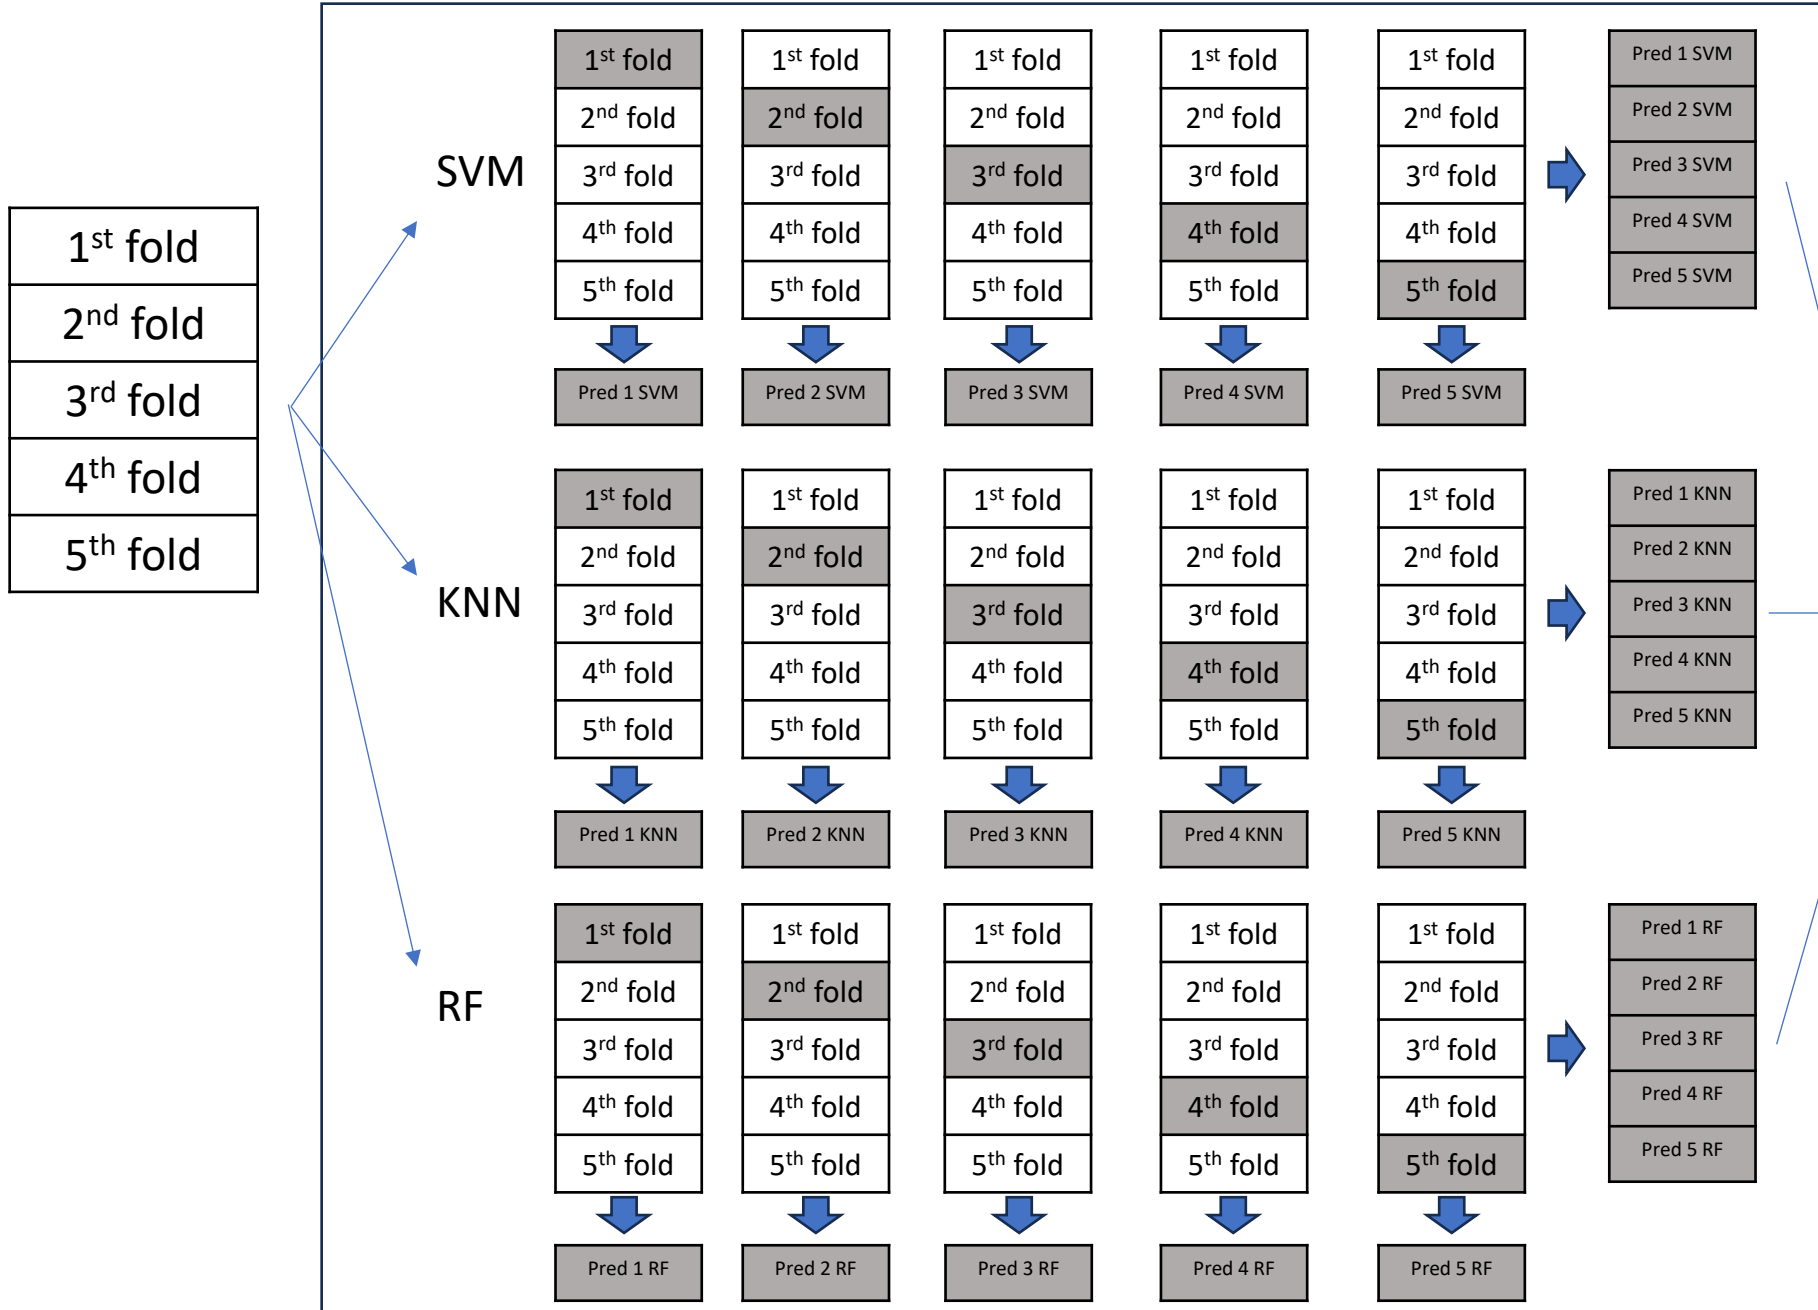 1st fold
2nd fold
3rd fold
4th fold
5th fold
SVM
1st fold 1st fold 1st fold 1st fold 1st fold
2nd fold 2nd fold 2nd fold 2nd fold 2nd fold
3rd fold 3rd fold 3rd fold 3rd fold 3rd fold
4th fold 4th fold 4th fold 4th fold 4th fold
5th fold 5th fold 5th fold 5th fold 5th fold
Pred 1 SVM Pred 2 SVM Pred 3 SVM Pred 4 SVM Pred 5 SVM
Pred 1 SVM
Pred 2 SVM
Pred 3 SVM
Pred 4 SVM
Pred 5 SVM
KNN
1st fold 1st fold 1st fold 1st fold 1st fold
2nd fold 2nd fold 2nd fold 2nd fold 2nd fold
3rd fold 3rd fold 3rd fold 3rd fold 3rd fold
4th fold 4th fold 4th fold 4th fold 4th fold
5th fold 5th fold 5th fold 5th fold 5th fold
Pred 1 KNN Pred 2 KNN Pred 3 KNN Pred 4 KNN Pred 5 KNN
Pred 1 KNN
Pred 2 KNN
Pred 3 KNN
Pred 4 KNN
Pred 5 KNN
RF
1st fold 1st fold 1st fold 1st fold 1st fold
2nd fold 2nd fold 2nd fold 2nd fold 2nd fold
3rd fold 3rd fold 3rd fold 3rd fold 3rd fold
4th fold 4th fold 4th fold 4th fold 4th fold
5th fold 5th fold 5th fold 5th fold 5th fold
Pred 1 RF Pred 2 RF Pred 3 RF Pred 4 RF Pred 5 RF
Pred 1 RF
Pred 2 RF
Pred 3 RF
Pred 4 RF
Pred 5 RF